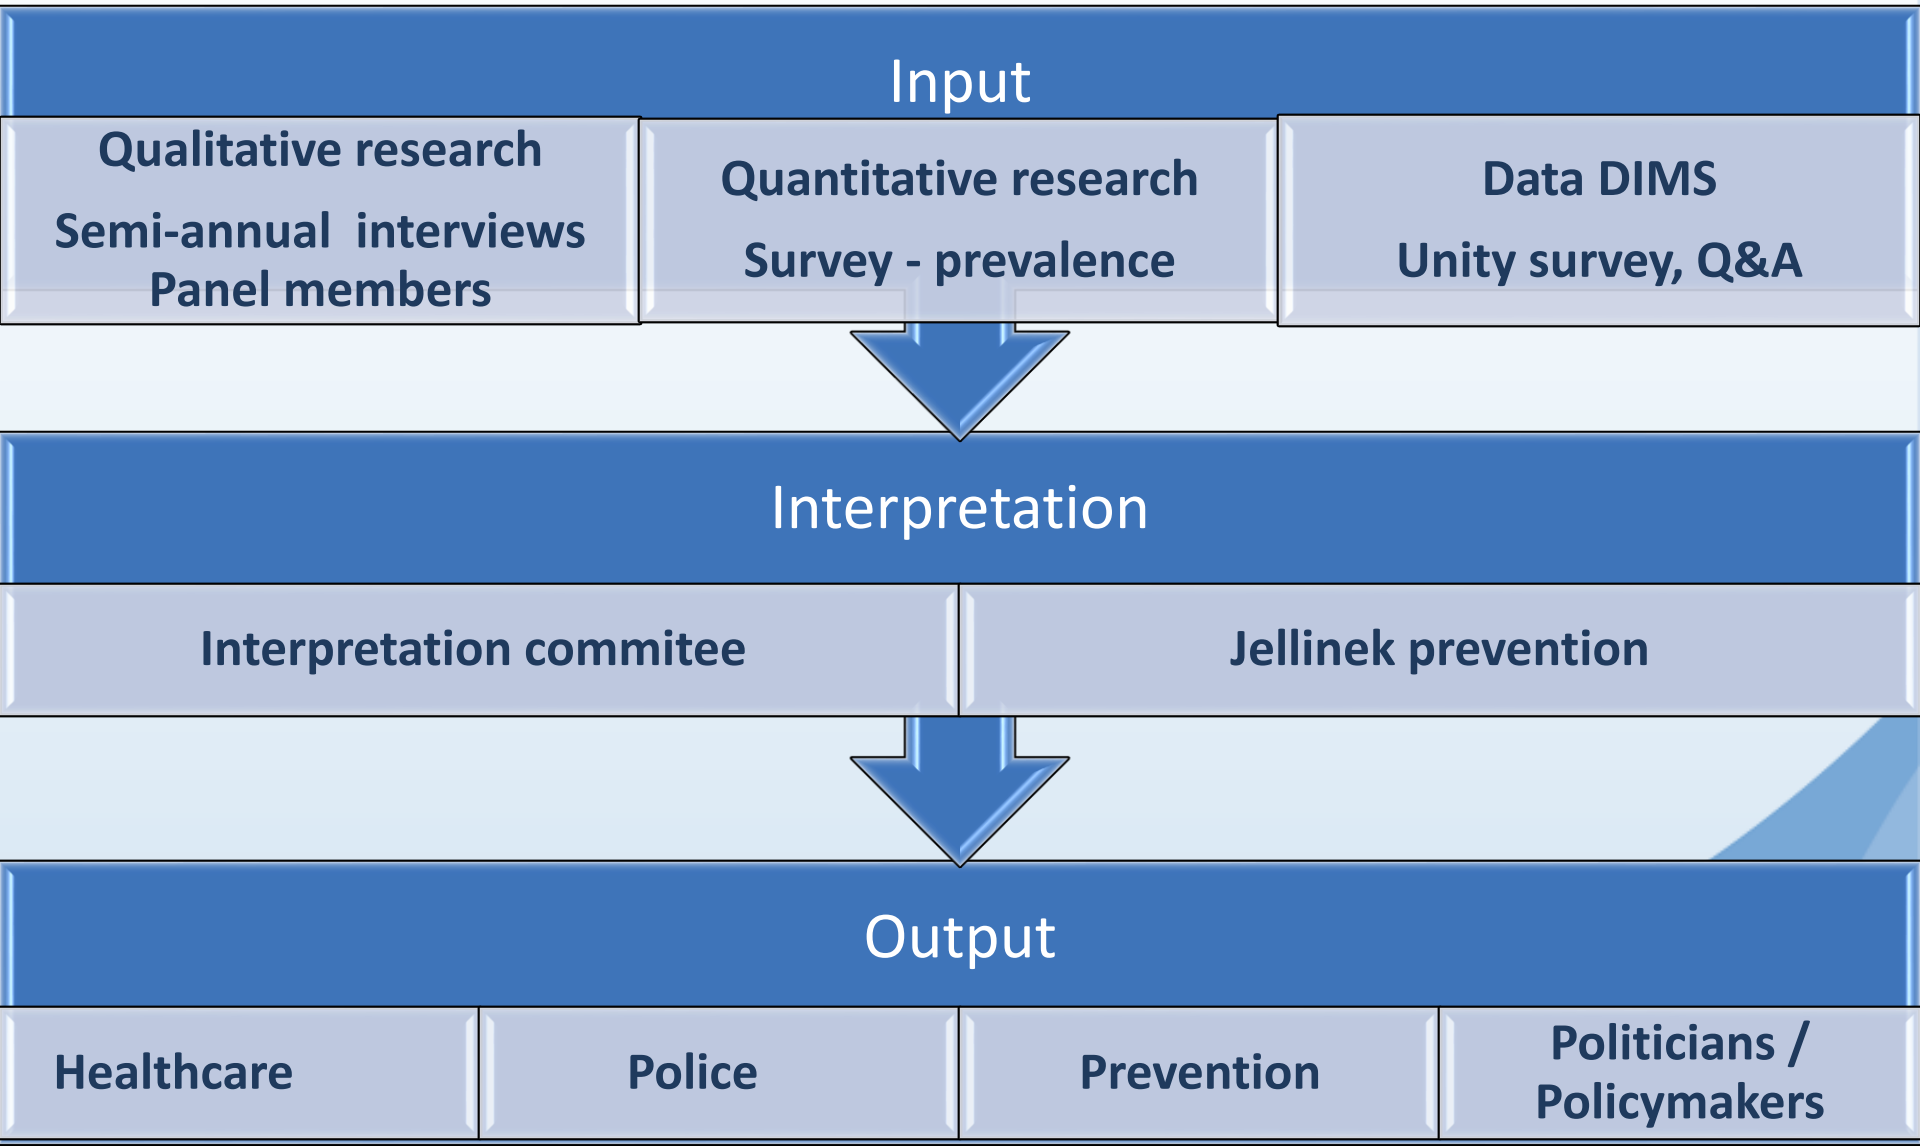 Input
Qualitative research
Semi-annual interviews
Panel members
Quantitative research
Survey - prevalence
Data DIMS
Unity survey, Q&A
Interpretation
Interpretation commitee
Jellinek prevention
Output
Healthcare
Police
Prevention
Politicians /
Policymakers